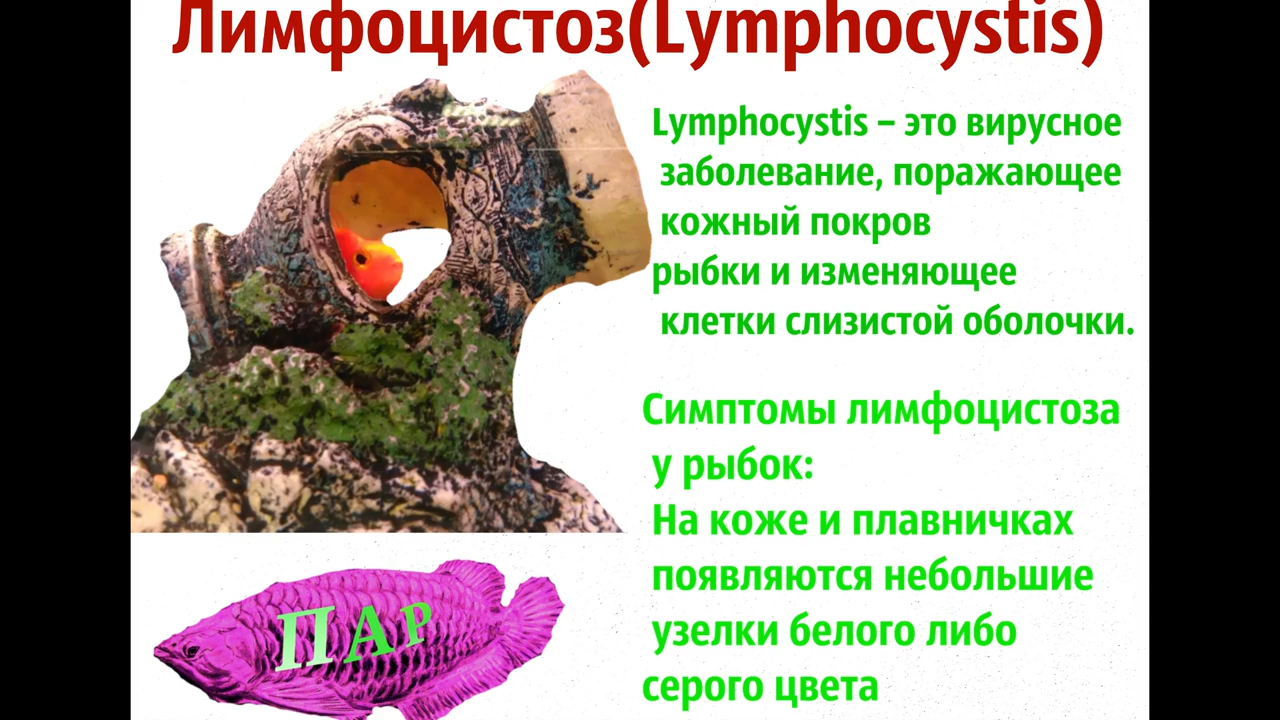 Лимфоцистоз(Lymphocystis)
Lymphocystis – это вирусное
заболевание, поражающее
кожный покров
рыбки и изменяющее
клетки слизистой оболочки.
Симптомы лимфоцистоза
у рыбок:
На коже и плавничках
появляются небольшие
узелки белого либо
серого цвета
ПАР